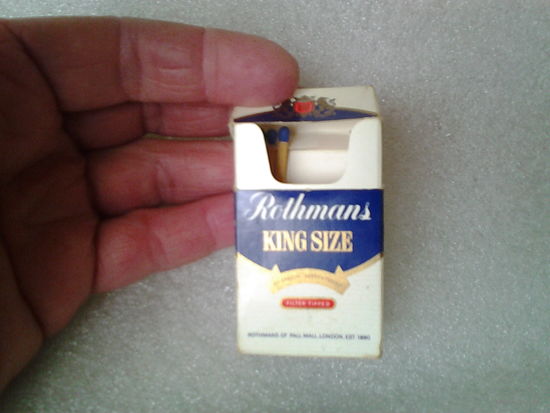 Rothmans
KING SIZE
FILTER TIPPED
ROTHMANS OF PALL MALL LONDON, EST. 1890